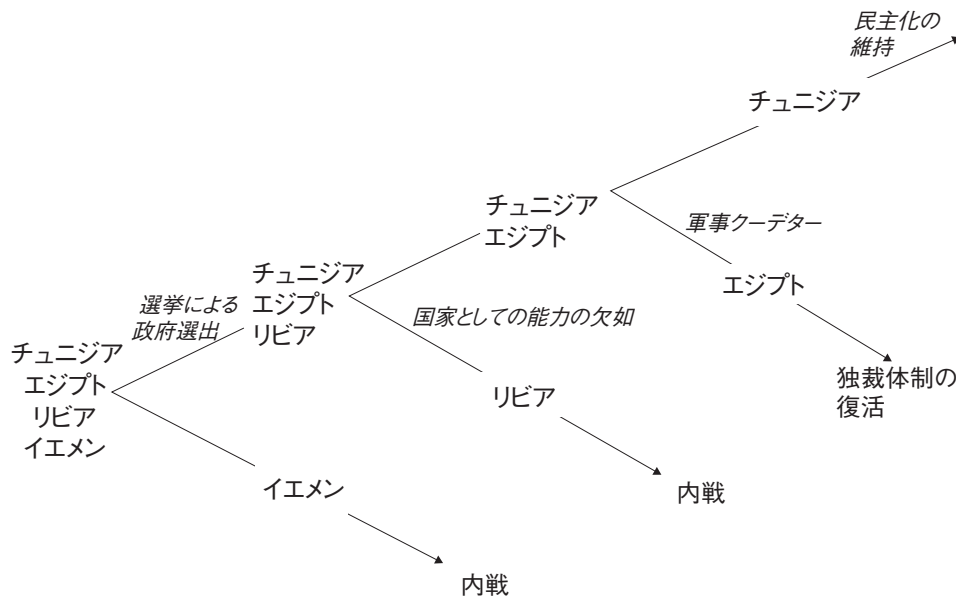 民主化の
維持
チュニジア
チュニジア
エジプト
軍事クーデター
エジプト
独裁体制の
復活
チュニジア
エジプト
リビア
国家としての能力の欠如
リビア
内戦
選挙による
政府選出
チュニジア
エジプト
リビア
イエメン
イエメン
内戦